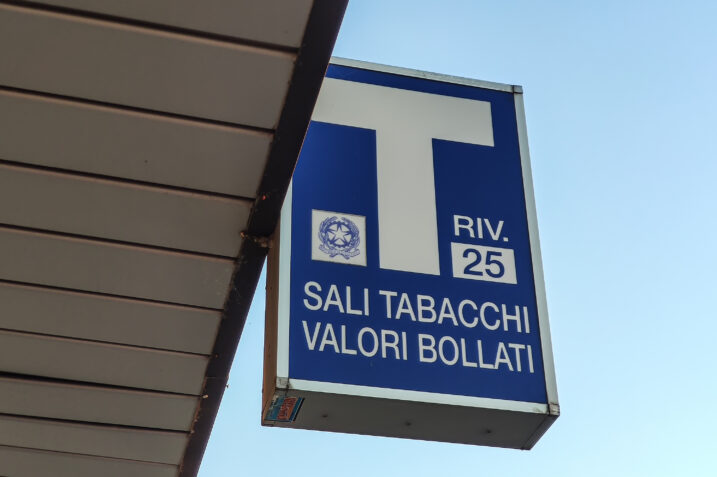 T
RIV.
25
SALI TABACCHI
VALORI BOLLATI